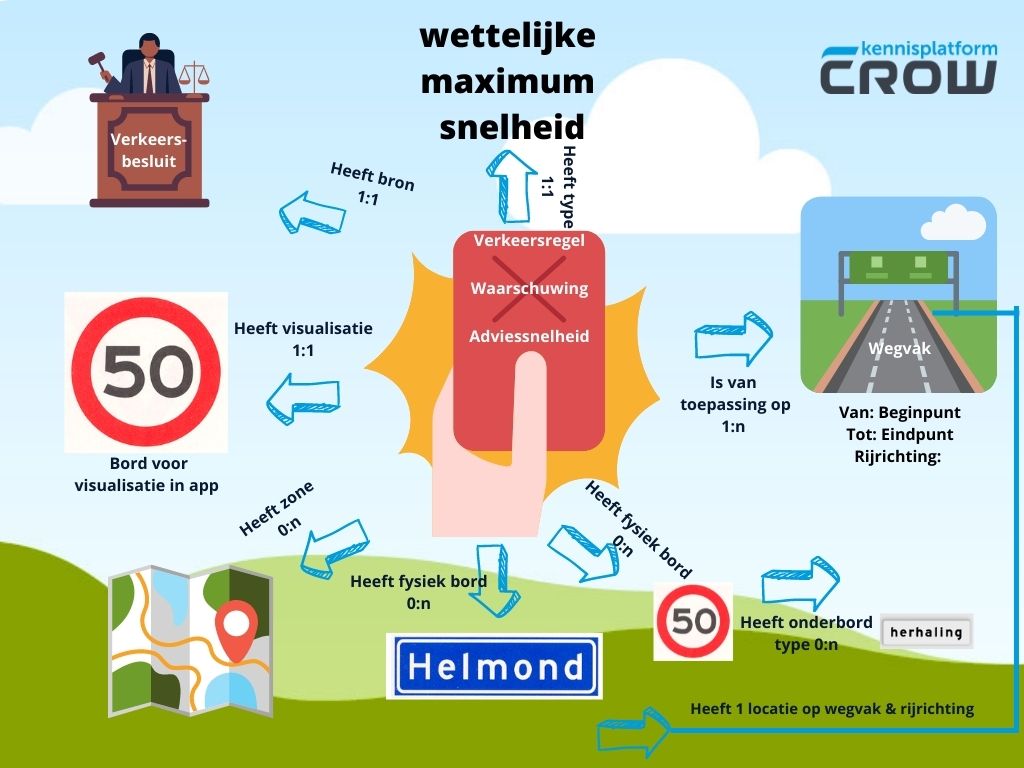 wettelijke
maximum
snelheid
kennisplatform
CROW
Verkeers-
besluit
Heeft bron
1:1
Heeft type
1:1
Verkeersregel
Waarschuwing
Adviessnelheid
Heeft visualisatie
1:1
50
Bord voor
visualisatie in app
Is van
toepassing op
1:n
Wegvak
Van: Beginpunt
Tot: Eindpunt
Rijrichting:
Heeft zone
0:n
Heeft fysiek bord
0:n
Helmond
Heeft fysiek bord
0:n
50
Heeft onderbord
type 0:n
herhaling
Heeft 1 locatie op wegvak & rijrichting